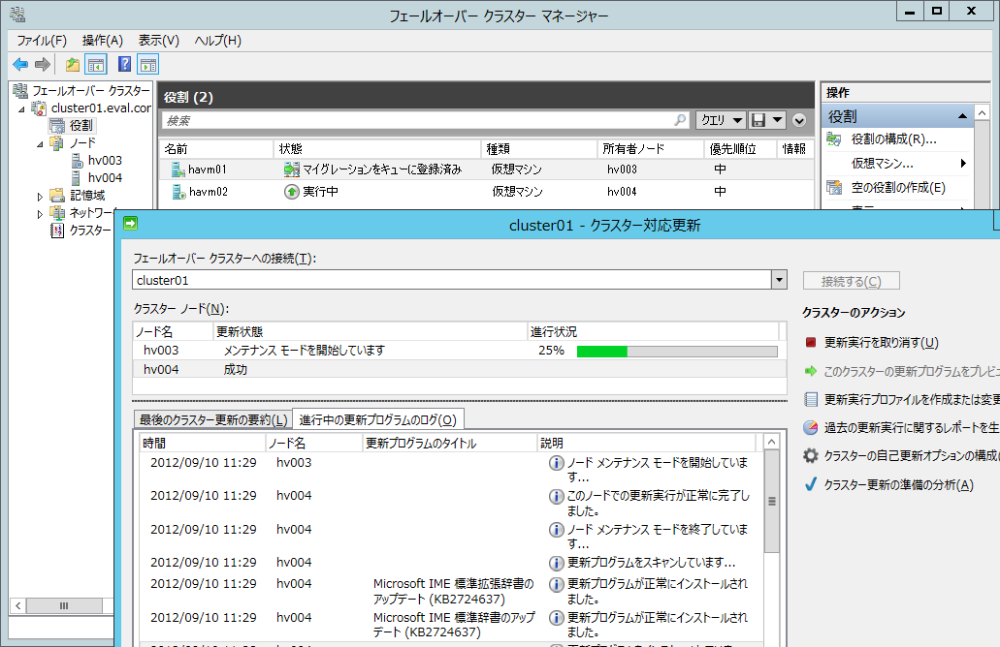 フェールオーバー クラスター マネージャー
ファイル(F) 操作(A) 表示(V) ヘルプ(H)
フェールオーバー クラスター
cluster01.eval.cor
役割
ノード
hv003
hv004
記憶域
ネットワー
クラスター
役割 (2)
検索
クエリ
名前 状態 種類 所有者ノード 優先順位 情報
havm01 マイグレーションをキューに登録済み 仮想マシン hv003 中
havm02 実行中 仮想マシン hv004 中
操作
役割
役割の構成(R)...
仮想マシン...
空の役割の作成(E)
cluster01 - クラスター対応更新
フェールオーバー クラスターへの接続(T):
cluster01
接続する(C)
クラスター ノード(N):
ノード名 更新状態 進行状況
hv003 メンテナンス モードを開始しています 25%
hv004 成功
クラスターのアクション
更新実行を取り消す(U)
このクラスターの更新プログラムをプレビ
更新実行プロファイルを作成または変更
過去の更新実行に関するレポートを生
クラスターの自己更新オプションの構成(
クラスター更新の準備の分析(A)
最後のクラスター更新の要約(L) 進行中の更新プログラムのログ(O)
時間 ノード名 更新プログラムのタイトル 説明
2012/09/10 11:29 hv003 ノード メンテナンス モードを開始していま
す...
2012/09/10 11:29 hv004 このノードでの更新実行が正常に完了し
ました。
2012/09/10 11:29 hv004 ノード メンテナンス モードを終了していま
す...
2012/09/10 11:29 hv004 更新プログラムをスキャンしています...
2012/09/10 11:29 hv004 Microsoft IME 標準拡張辞書の 更新プログラムが正常にインストールされ
アップデート (KB2724637) ました。
2012/09/10 11:29 hv004 Microsoft IME 標準辞書のアップ 更新プログラムが正常にインストールされ
デート (KB2724637) ました。